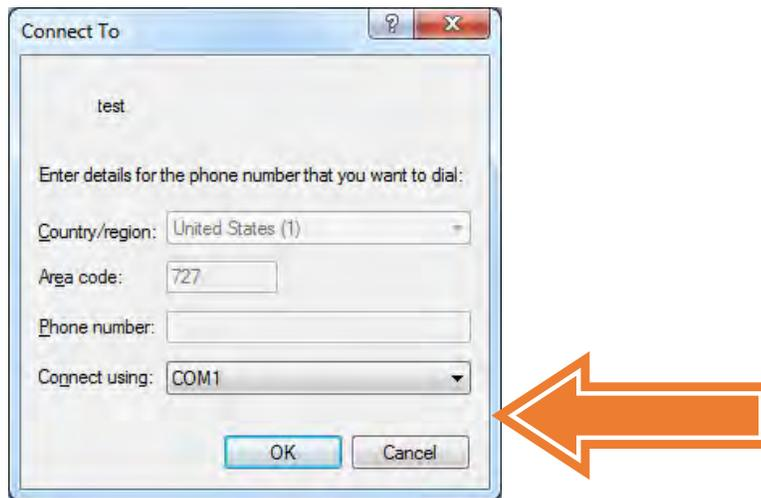 Connect To
test
Enter details for the phone number that you want to dial:
Country/region: United States (1)
Area code: 727
Phone number:
Connect using: COM1
OK Cancel